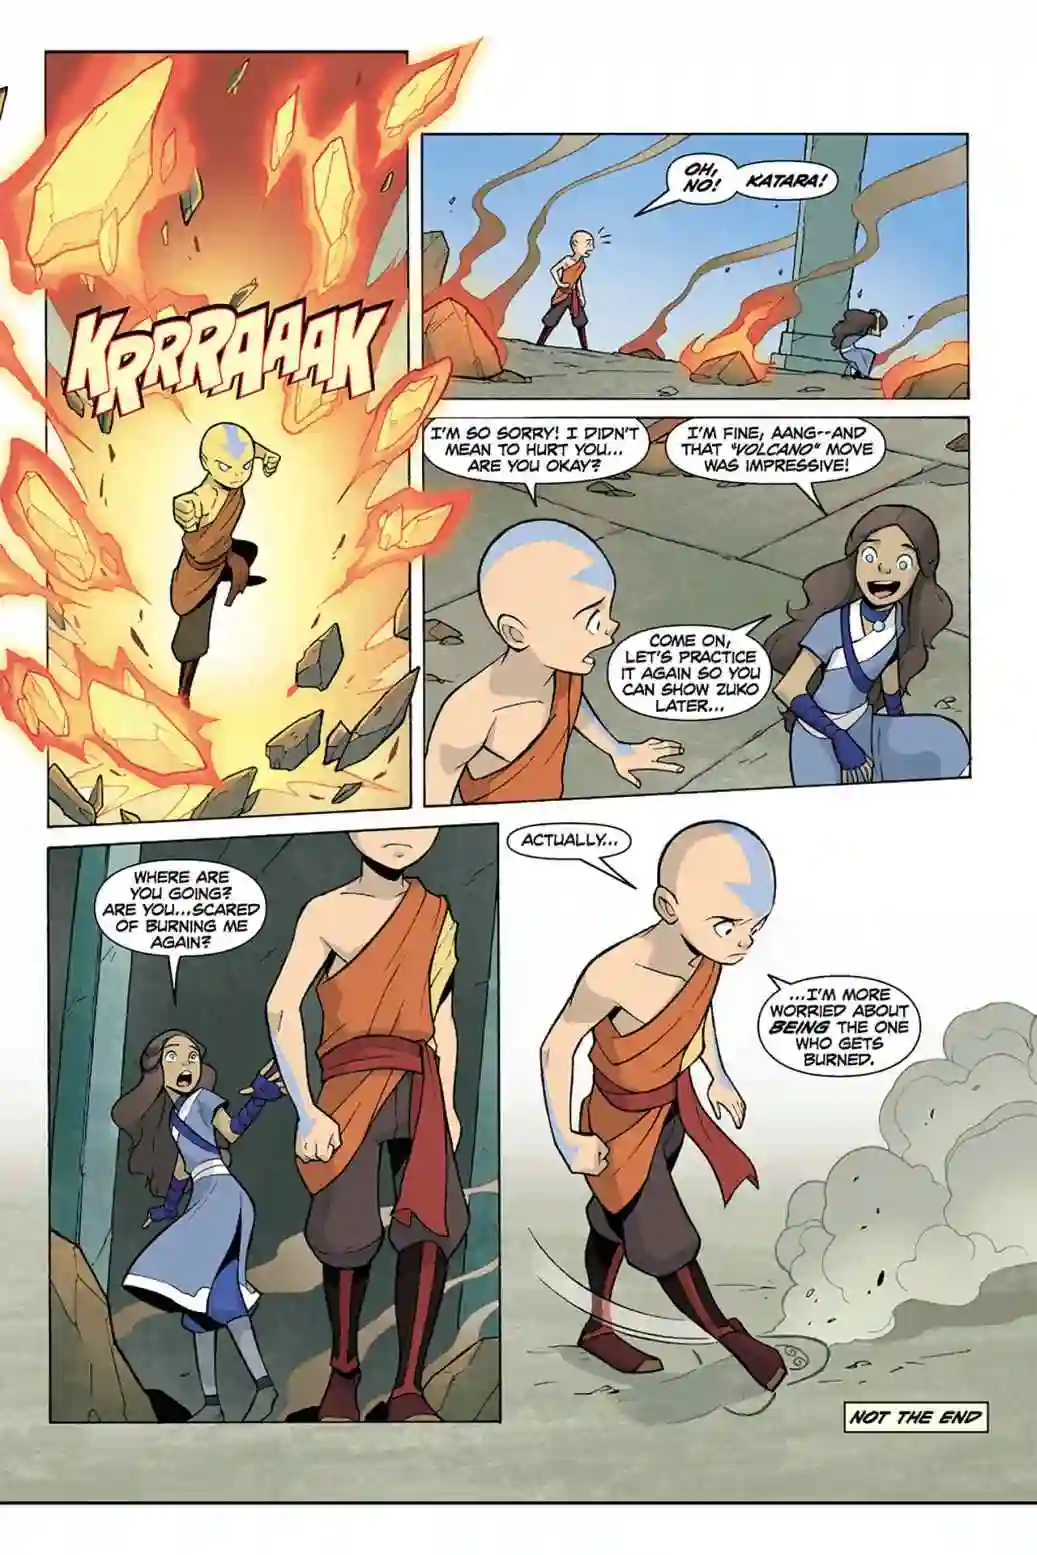 KRRRAAAK
OH,
NO!
KATARA!
I'M SO SORRY! I DIDN'T
MEAN TO HURT YOU...
ARE YOU OKAY?
I'M FINE, AANG--AND
THAT "VOLCANO" MOVE
WAS IMPRESSIVE!
COME ON,
LET'S PRACTICE
IT AGAIN SO YOU
CAN SHOW ZUKO
LATER...
WHERE ARE
YOU GOING?
ARE YOU...SCARED
OF BURNING ME
AGAIN?
ACTUALLY...
...I'M MORE
WORRIED ABOUT
BEING THE ONE
WHO GETS
BURNED.
NOT THE END